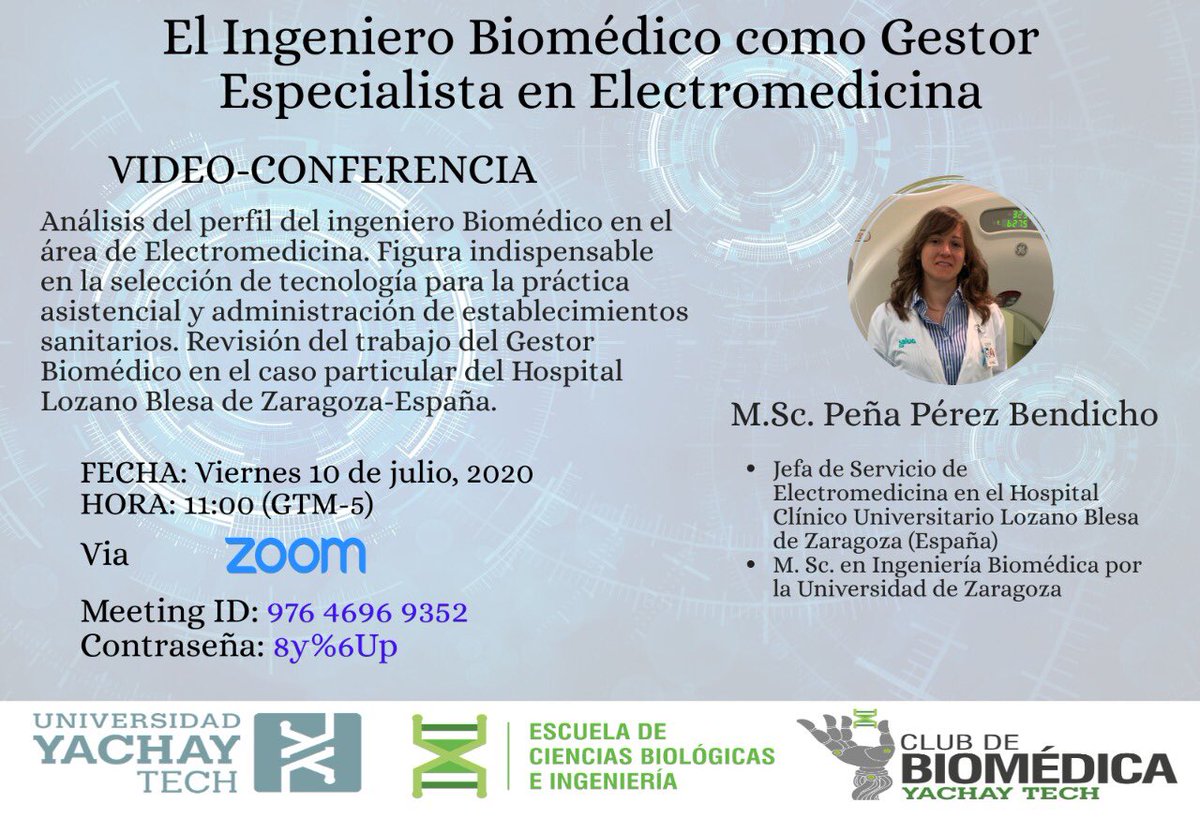 El Ingeniero Biomédico como Gestor
Especialista en Electromedicina
VIDEO-CONFERENCIA
Análisis del perfil del ingeniero Biomédico en el
área de Electromedicina. Figura indispensable
en la selección de tecnología para la práctica
asistencial y administración de establecimientos
sanitarios. Revisión del trabajo del Gestor
Biomédico en el caso particular del Hospital
Lozano Blesa de Zaragoza-España.
FECHA: Viernes 10 de julio, 2020
HORA: 11:00 (GTM-5)
Via zoom
Meeting ID: 976 4696 9352
Contraseña: 8y%6Up
M.Sc. Peña Pérez Bendicho
• Jefa de Servicio de
Electromedicina en el Hospital
Clínico Universitario Lozano Blesa
de Zaragoza (España)
• M. Sc. en Ingeniería Biomédica por
la Universidad de Zaragoza
UNIVERSIDAD
YACHAY
TECH
ESCUELA DE
CIENCIAS BIOLÓGICAS
E INGENIERÍA
CLUB DE
BIOMÉDICA
YACHAY TECH